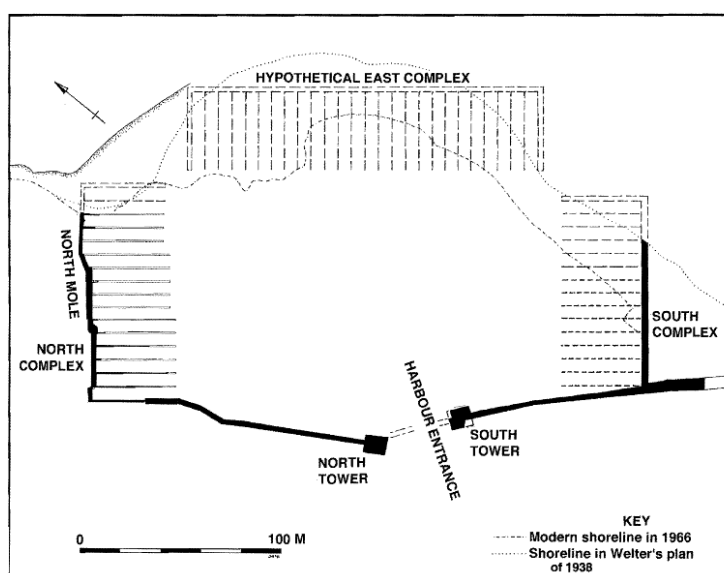 HYPOTHETICAL EAST COMPLEX
NORTH MOLE
NORTH
COMPLEX
SOUTH
COMPLEX
HARBOUR ENTRANCE
NORTH
TOWER
SOUTH
TOWER
0 100 M
KEY
Modern shoreline in 1966
Shoreline in Welter's plan
of 1938